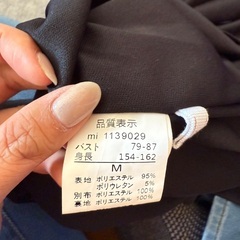 品質表示
mi 1139029
バスト 79-87
身長 154-162
M
表地 ポリエステル 95%
ポリウレタン 5%
別布 ポリエステル 100%
裏地 ポリエステル 100%